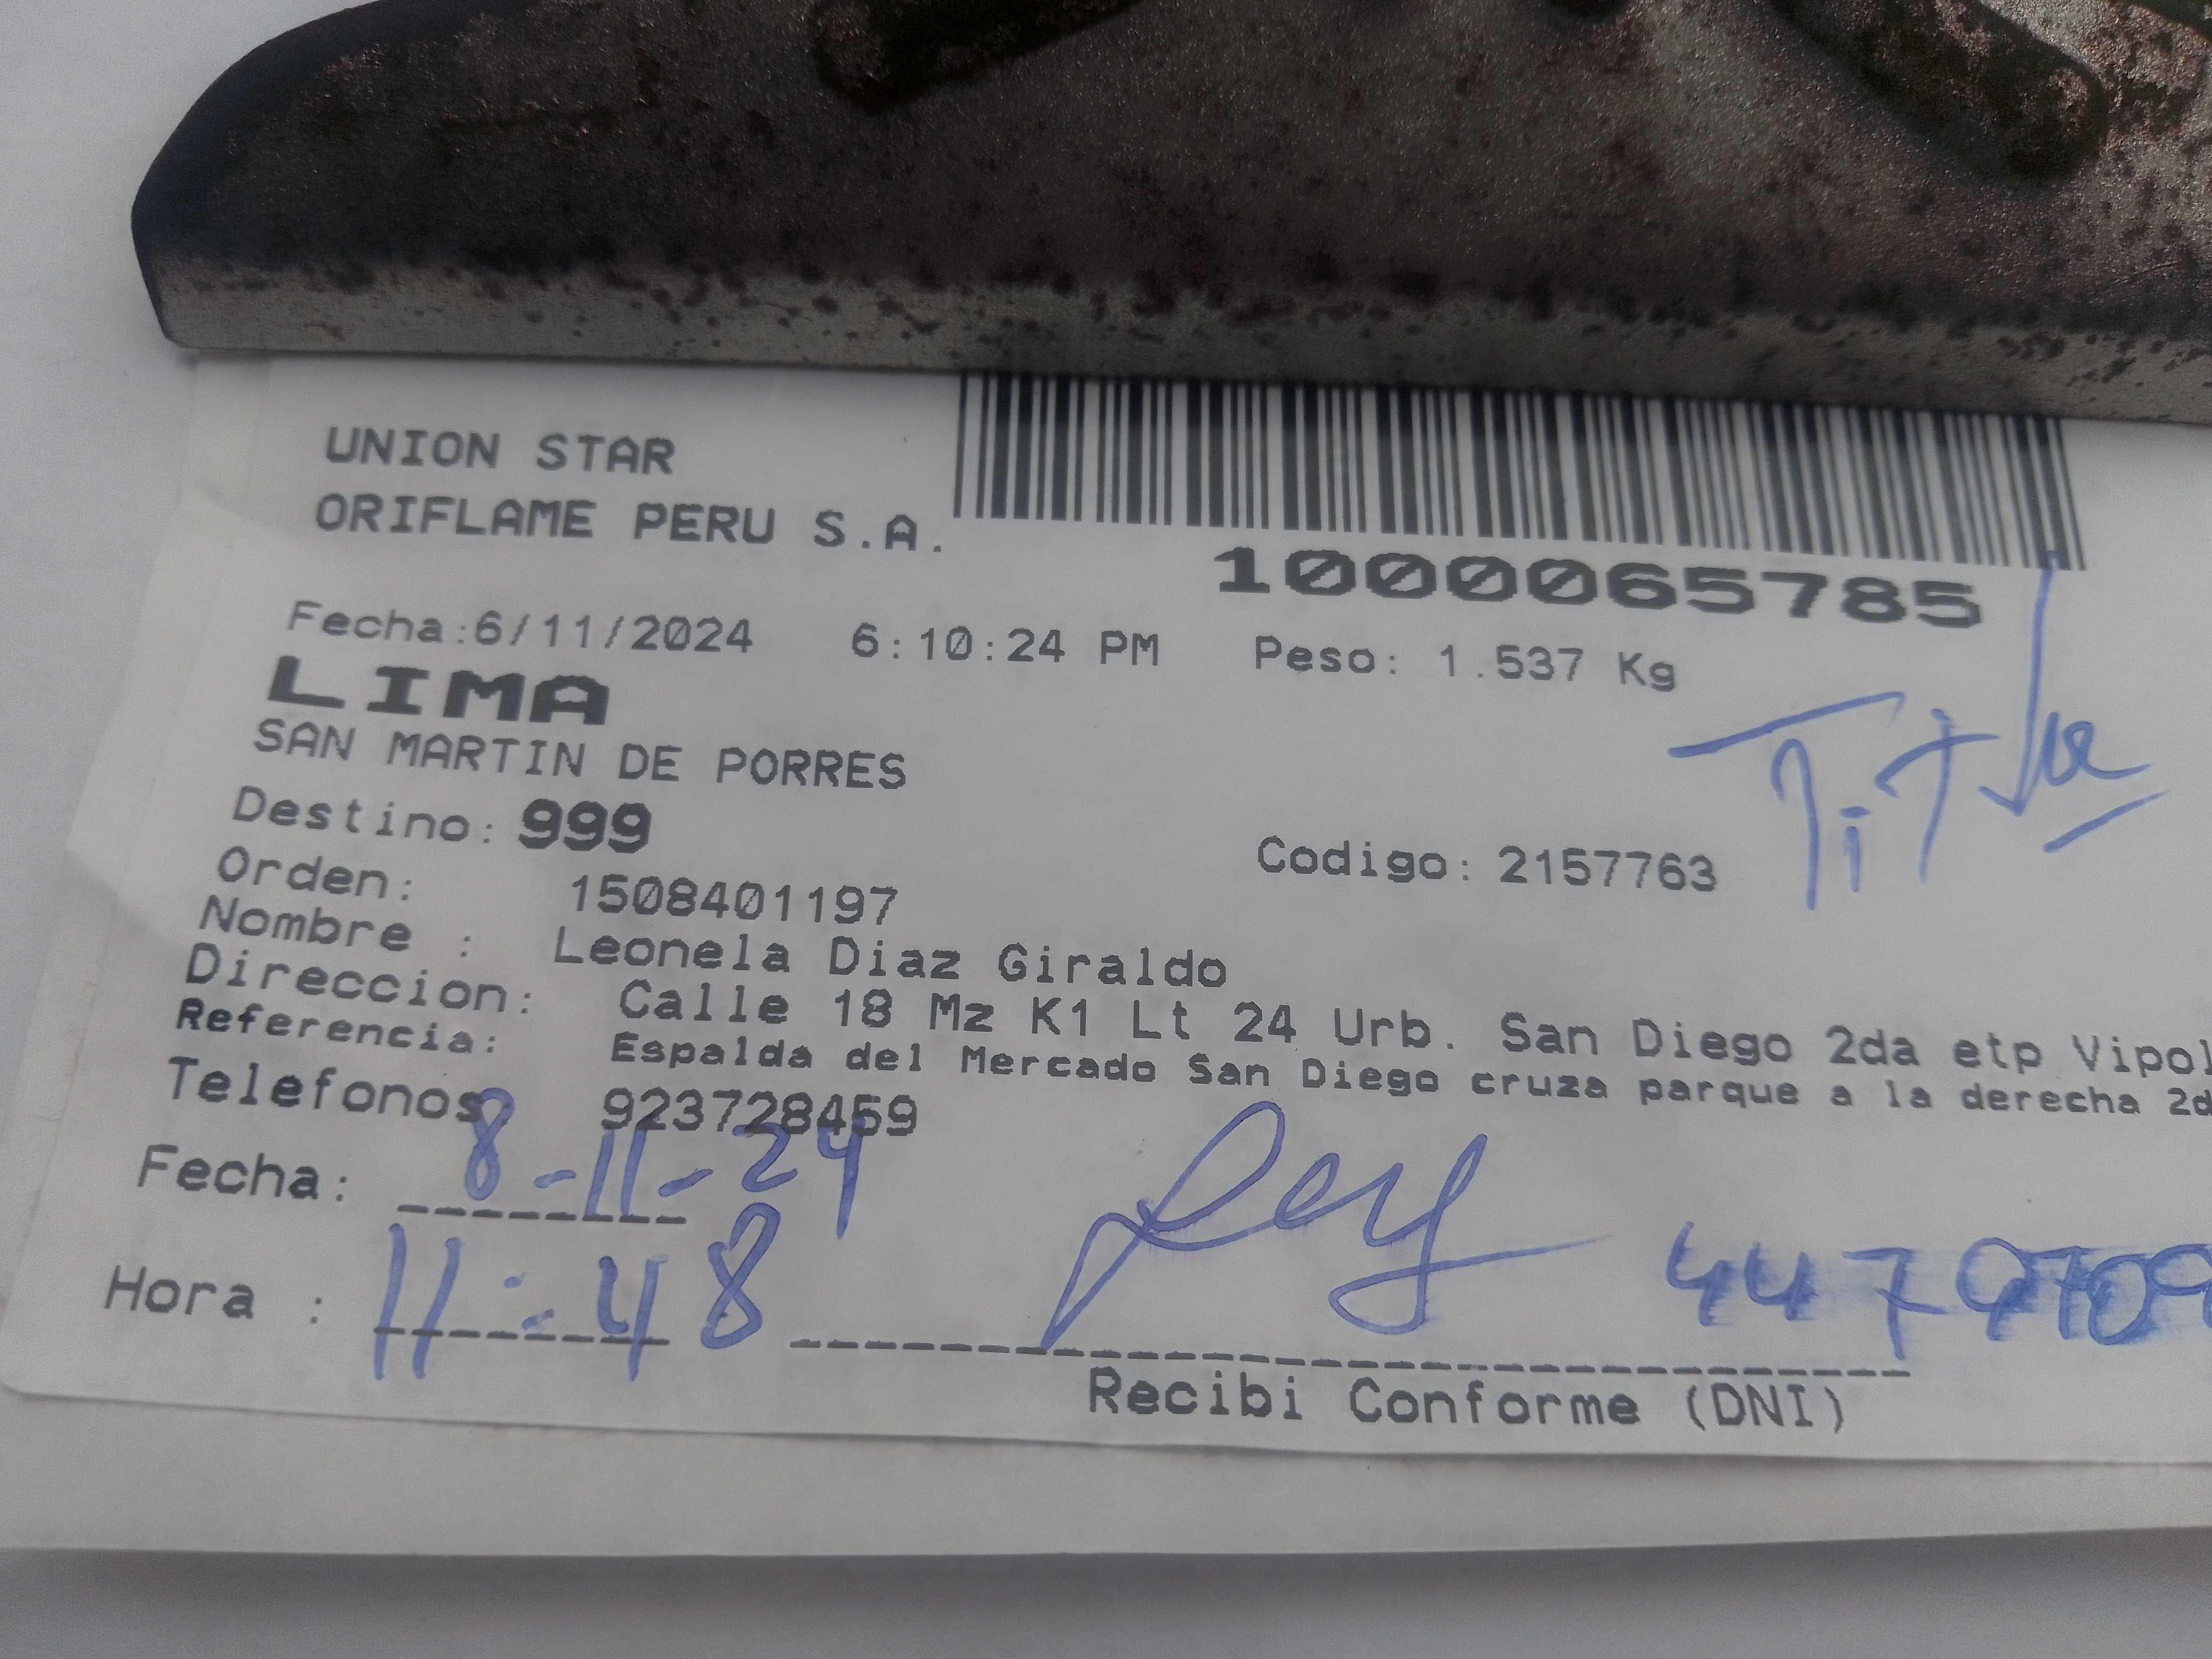 UNION STAR
ORIFLAME PERU S.A.
1000065785
Fecha:6/11/2024 6:10:24 PM Peso: 1.537 Kg
LIMA
SAN MARTIN DE PORRES
Titular
Destino: 999
Codigo: 2157763
Orden: 1508401197
Nombre : Leonela Diaz Giraldo
Direccion: Calle 18 Mz K1 Lt 24 Urb. San Diego 2da etp Vipol
Referencia: Espalda del Mercado San Diego cruza parque a la derecha 2d
Telefonos 923728459
Fecha: 8-11-24
Hora : 11:48
Recibi Conforme (DNI)